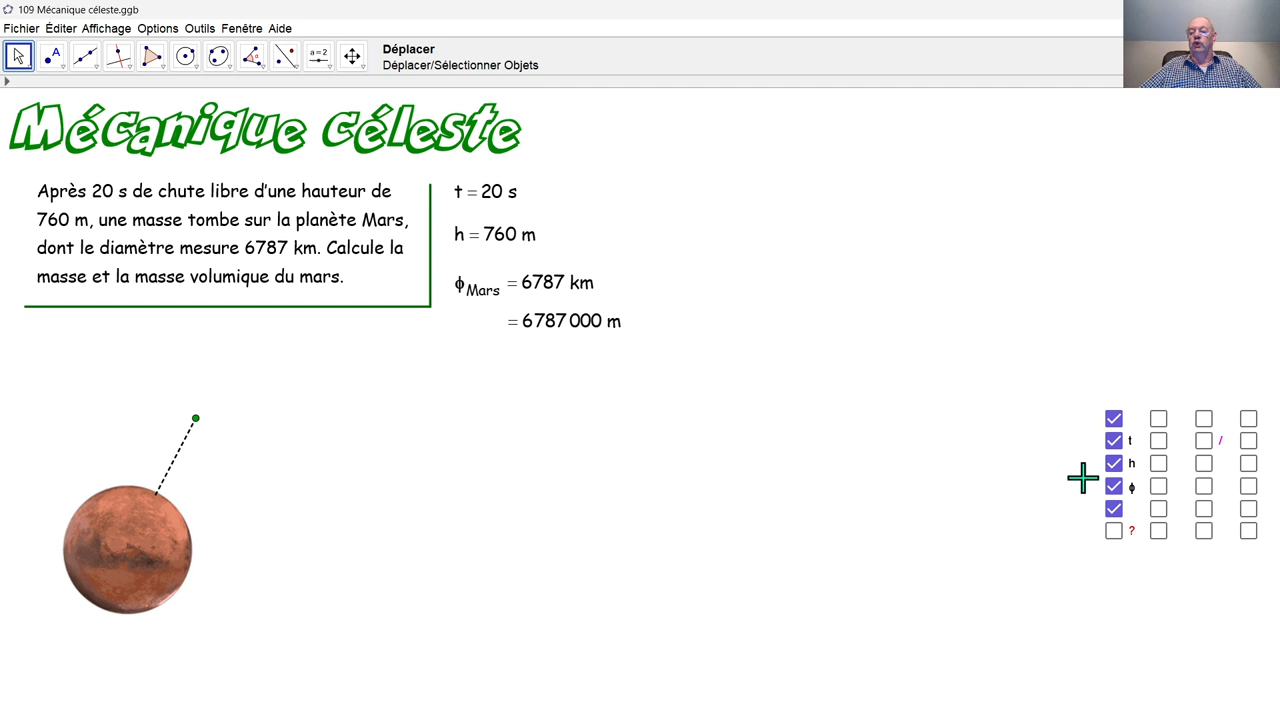 109 Mécanique céleste.ggb
Fichier Éditer Affichage Options Outils Fenêtre Aide
A
a=2
Déplacer
Déplacer/Sélectionner Objets
Mécanique céleste
Après 20 s de chute libre d'une hauteur de
760 m, une masse tombe sur la planète Mars,
dont le diamètre mesure 6787 km. Calcule la
masse et la masse volumique du mars.
t = 20 s
h = 760 m
ϕMars = 6787 km
= 6787 000 m
t /
h
ϕ
?